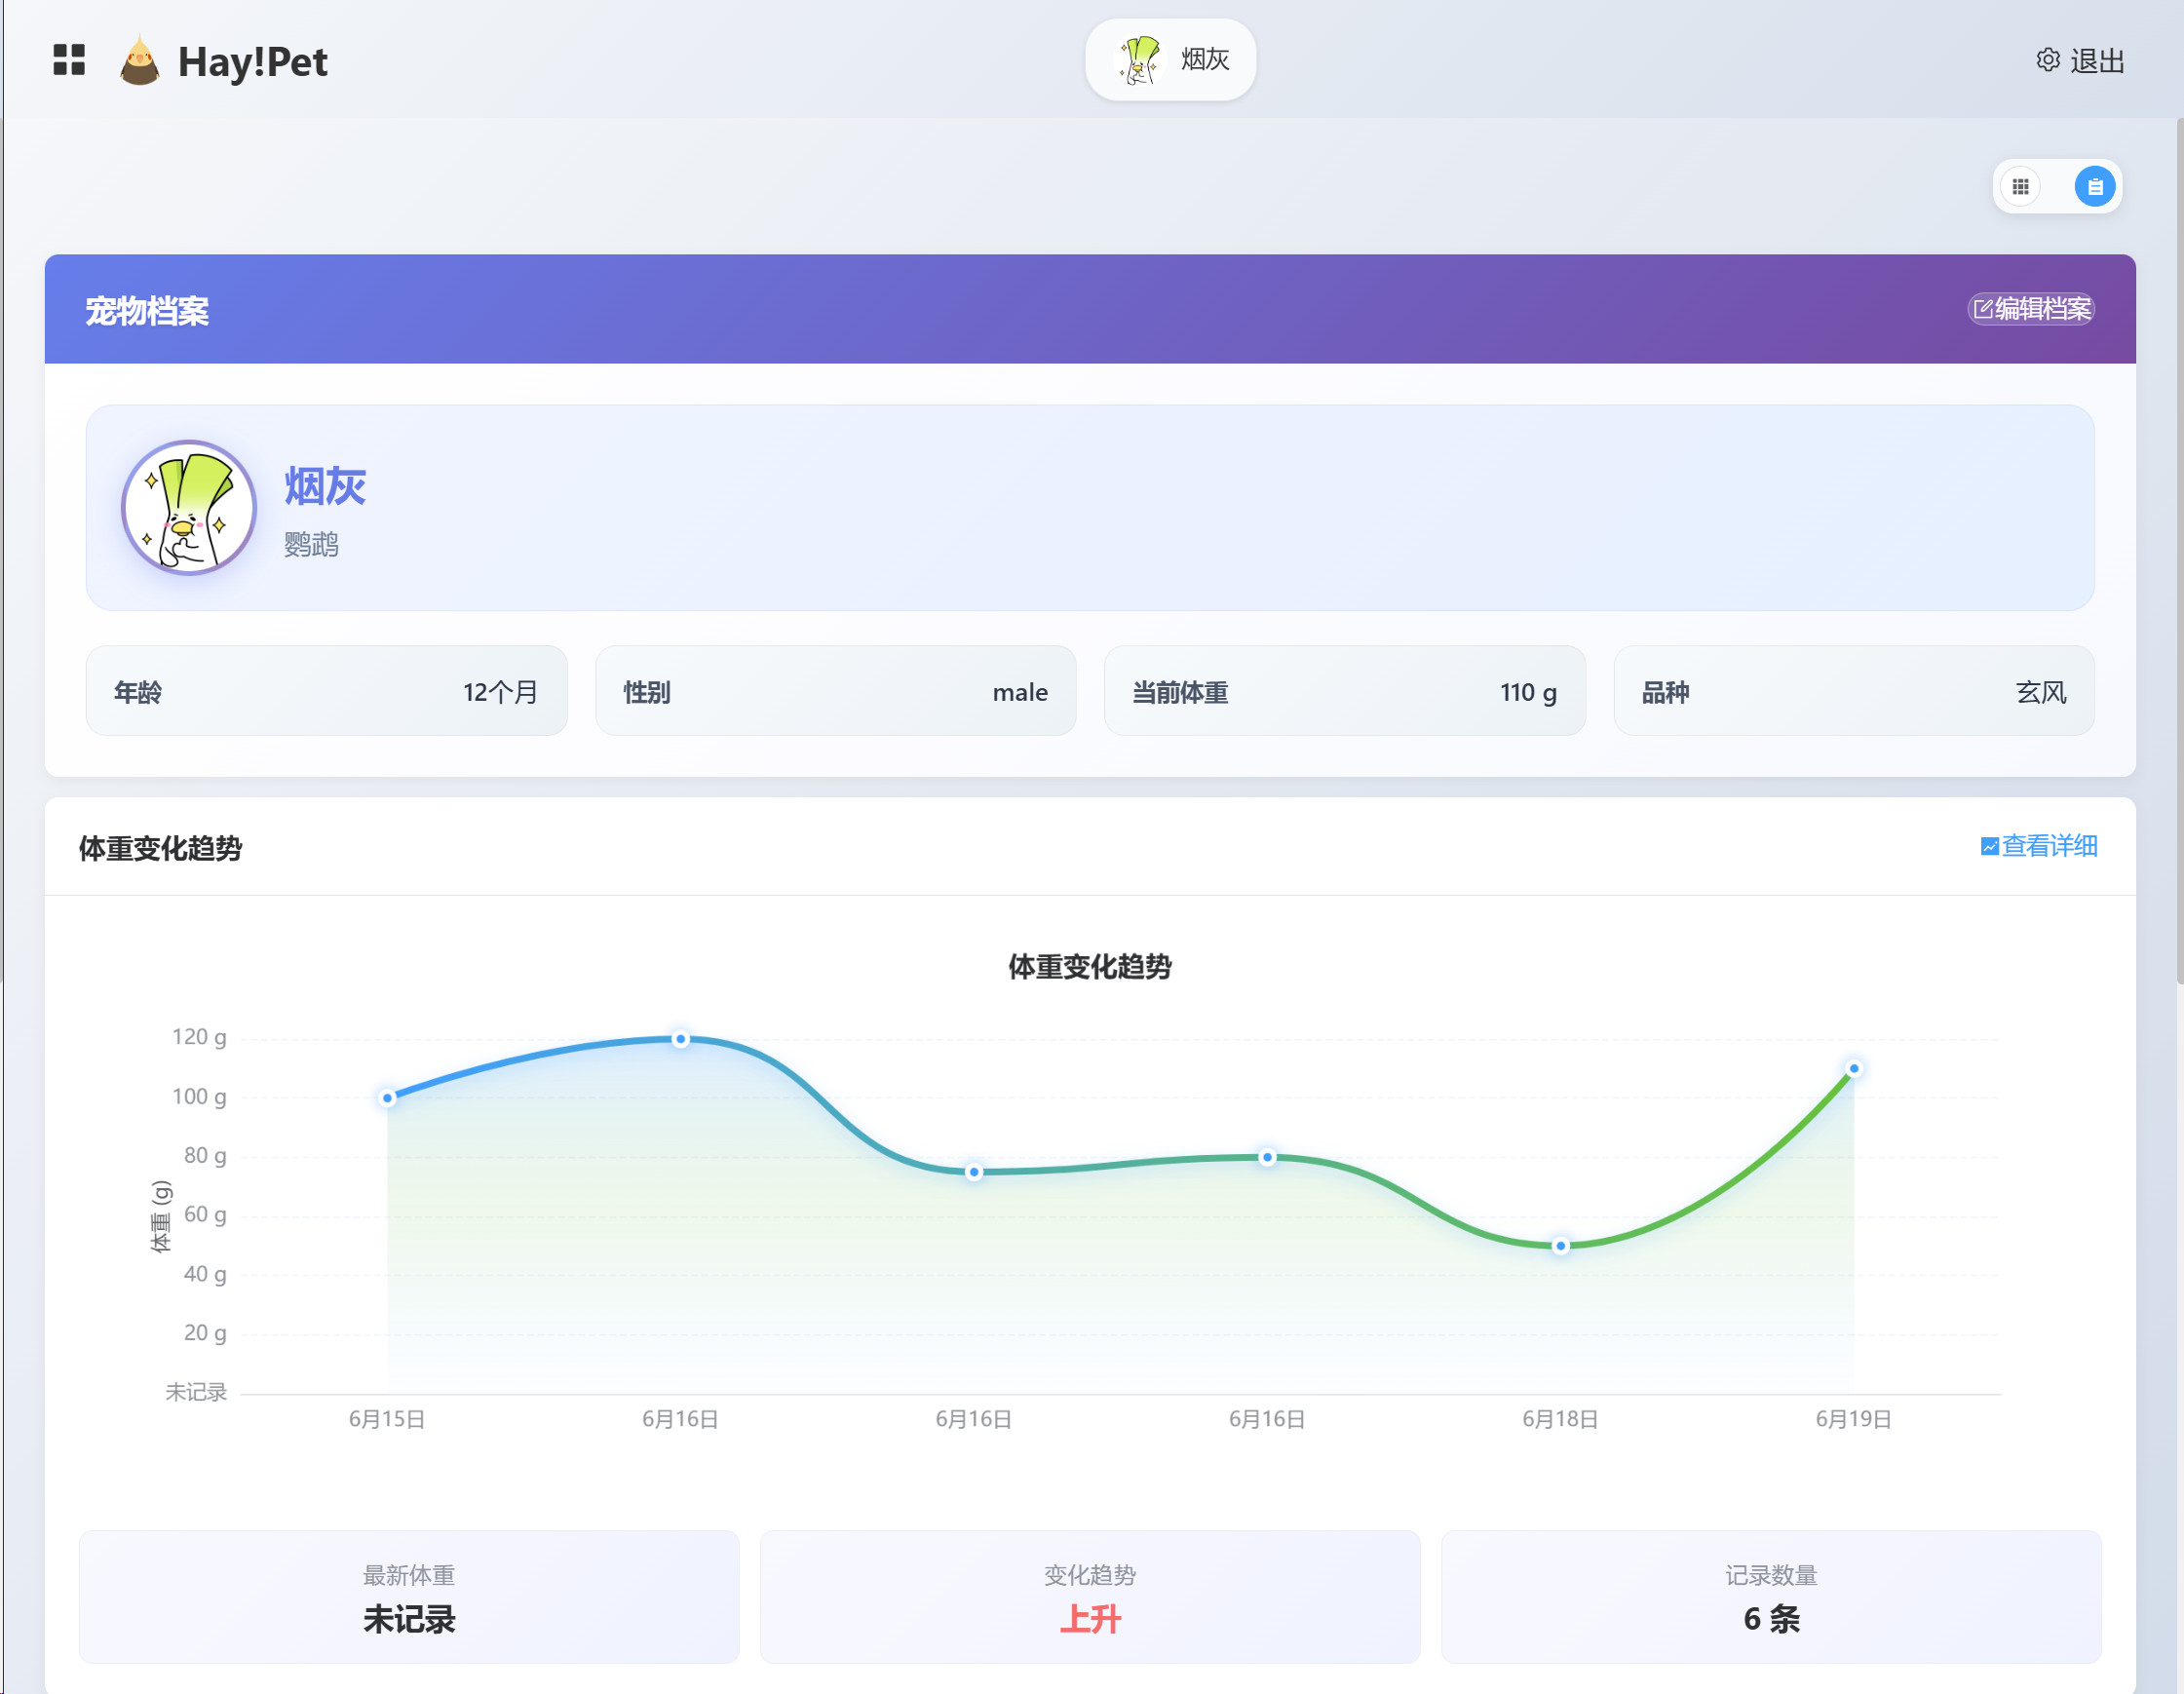 Hay!Pet
烟灰
退出
宠物档案
编辑档案
烟灰
鹦鹉
年龄 12个月
性别 male
当前体重 110 g
品种 玄风
体重变化趋势
查看详细
体重变化趋势
体重 (g)
120 g
100 g
80 g
60 g
40 g
20 g
未记录
6月15日 6月16日 6月16日 6月16日 6月18日 6月19日
最新体重
未记录
变化趋势
上升
记录数量
6 条